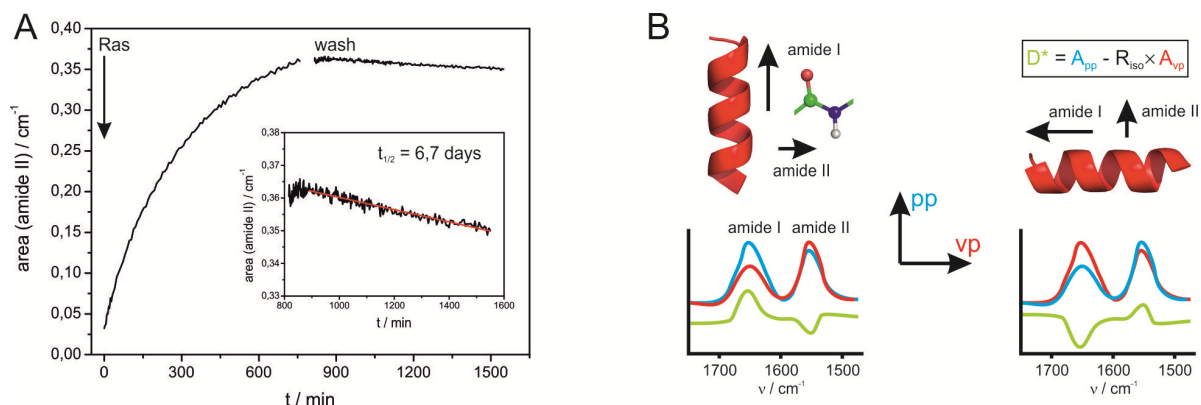 A
Ras
wash
0,40
0,35
0,30
0,25
0,20
0,15
0,10
0,05
0,00
area (amide II) / cm⁻¹
0
300
600
900
1200
1500
t / min
t₁/₂ = 6,7 days
0,38
0,37
0,36
0,35
0,34
0,33
area (amide II) / cm⁻¹
800
1000
1200
1400
1600
t / min
B
amide I
amide II
D* = A_pp - R_iso × A_vp
amide I
amide II
pp
vp
amide I
amide II
1700
1600
1500
ν / cm⁻¹
1700
1600
1500
ν / cm⁻¹